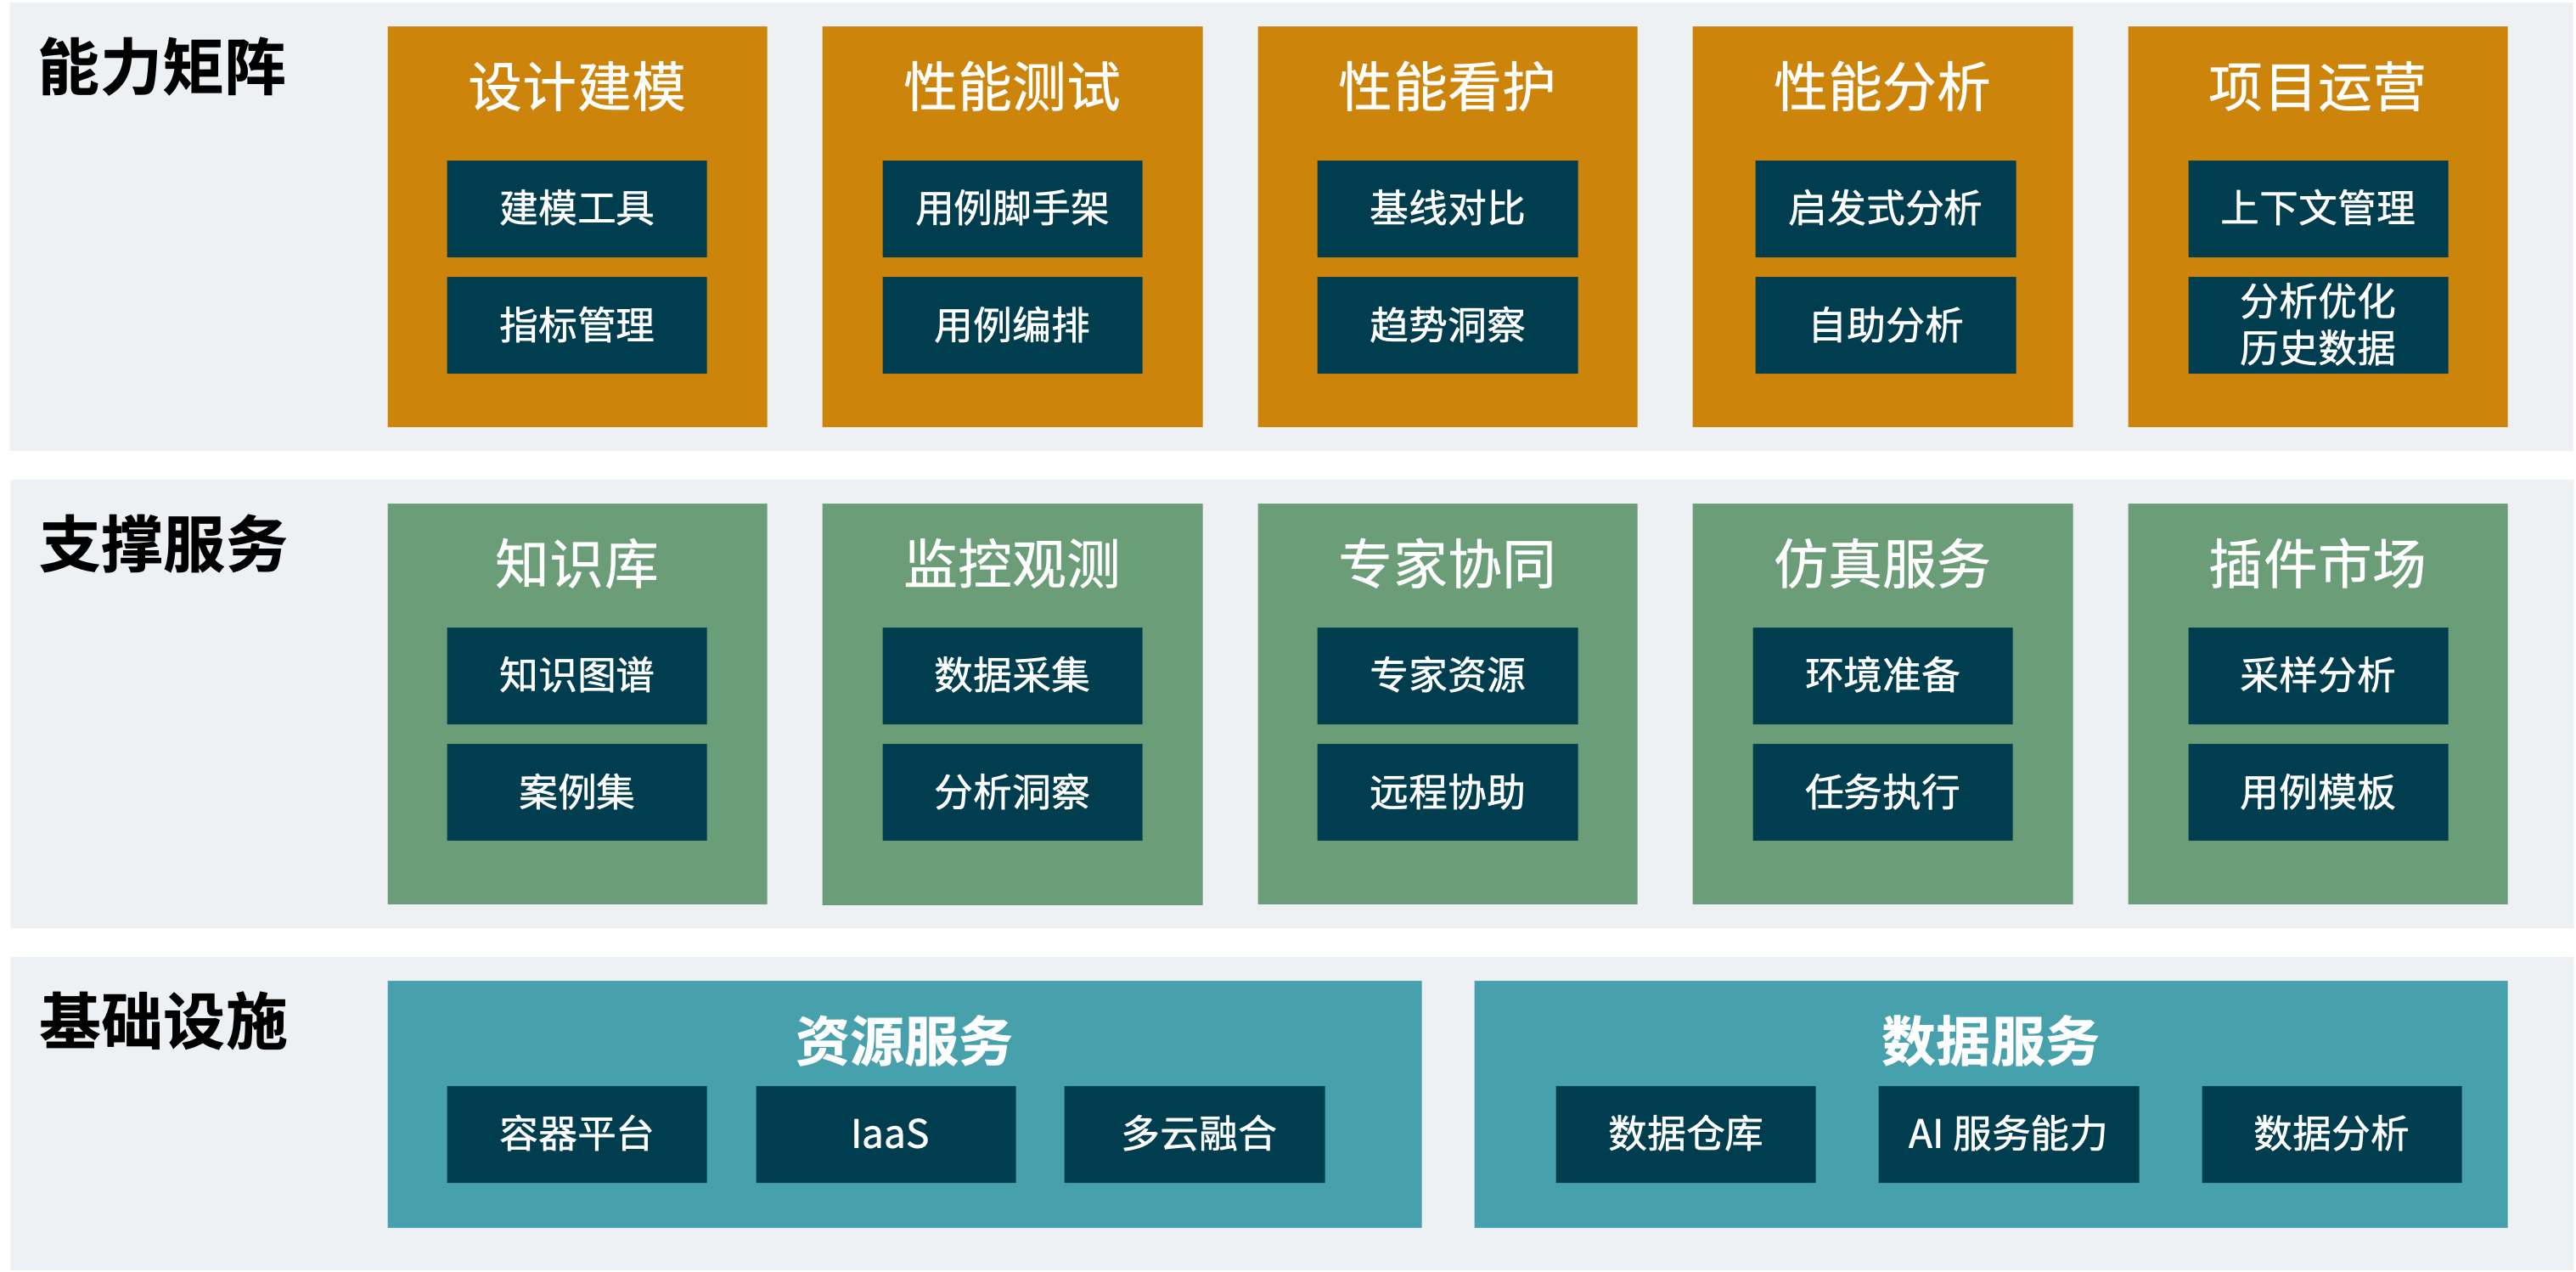 能力矩阵
设计建模
性能测试
性能看护
性能分析
项目运营
建模工具
用例脚手架
基线对比
启发式分析
上下文管理
指标管理
用例编排
趋势洞察
自助分析
分析优化
历史数据
支撑服务
知识库
监控观测
专家协同
仿真服务
插件市场
知识图谱
数据采集
专家资源
环境准备
采样分析
案例集
分析洞察
远程协助
任务执行
用例模板
基础设施
资源服务
数据服务
容器平台
IaaS
多云融合
数据仓库
AI 服务能力
数据分析